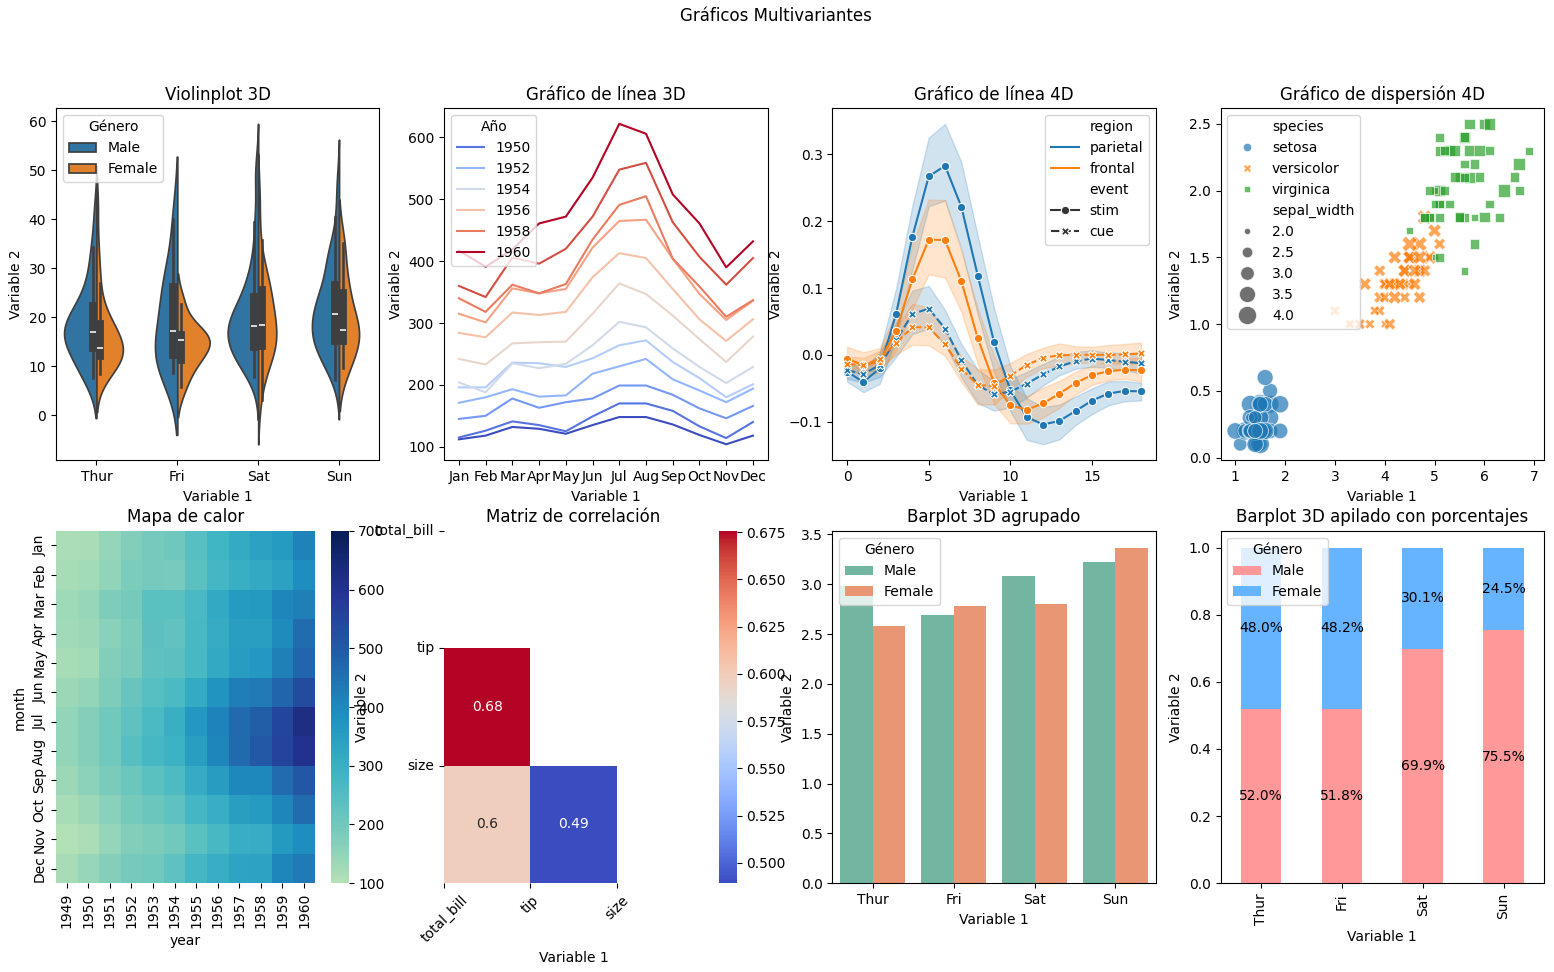 Gráficos Multivariantes
Violinplot 3D
Variable 2
60
50
40
30
20
10
0
Género
Male
Female
Thur Fri Sat Sun
Variable 1
Gráfico de línea 3D
Variable 2
600
500
400
300
200
100
Año
1950
1952
1954
1956
1958
1960
Jan Feb Mar Apr May Jun Jul Aug Sep Oct Nov Dec
Variable 1
Gráfico de línea 4D
Variable 2
0.3
0.2
0.1
0.0
−0.1
region
parietal
frontal
event
stim
cue
0 5 10 15
Variable 1
Gráfico de dispersión 4D
Variable 2
2.5
2.0
1.5
1.0
0.5
0.0
species
setosa
versicolor
virginica
sepal_width
2.0
2.5
3.0
3.5
4.0
1 2 3 4 5 6 7
Variable 1
Mapa de calor
month
Jan
Feb
Mar
Apr
May
Jun
Jul
Aug
Sep
Oct
Nov
Dec
1949 1950 1951 1952 1953 1954 1955 1956 1957 1958 1959 1960
year
700
600
500
400
300
200
100
Matriz de correlación
Variable 2
total_bill
tip
size
0.68
0.6 0.49
total_bill tip size
Variable 1
0.675
0.650
0.625
0.600
0.575
0.550
0.525
0.500
Barplot 3D agrupado
Variable 2
3.5
3.0
2.5
2.0
1.5
1.0
0.5
0.0
Género
Male
Female
Thur Fri Sat Sun
Variable 1
Barplot 3D apilado con porcentajes
Variable 2
1.0
0.8
0.6
0.4
0.2
0.0
Género
Male
Female
48.0% 48.2% 30.1% 24.5%
52.0% 51.8% 69.9% 75.5%
Thur Fri Sat Sun
Variable 1